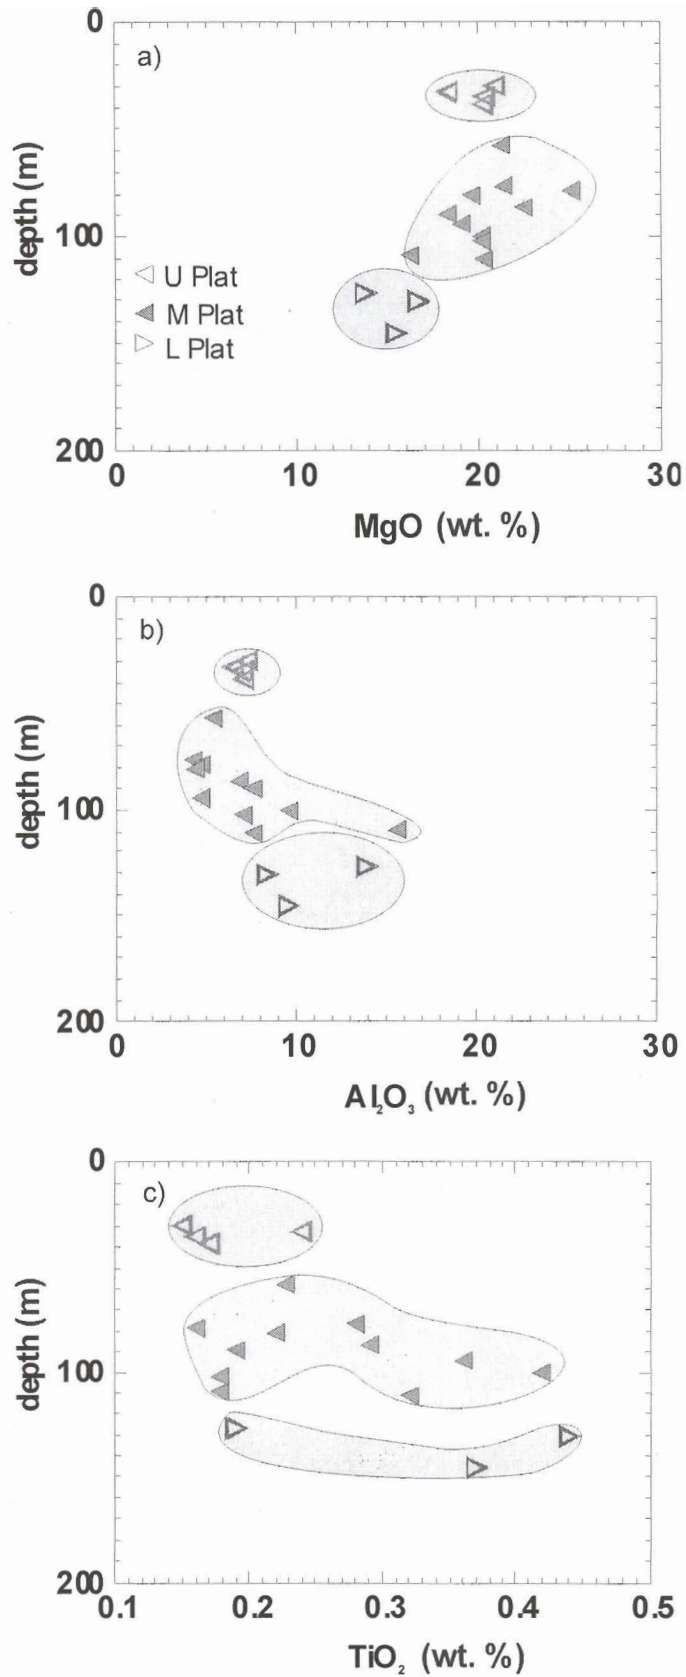 0
a)
depth (m)
100
U Plat
M Plat
L Plat
200
0 10 20 30
MgO (wt. %)
0
b)
depth (m)
100
200
0 10 20 30
Al₂O₃ (wt. %)
0
c)
depth (m)
100
200
0.1 0.2 0.3 0.4 0.5
TiO₂ (wt. %)